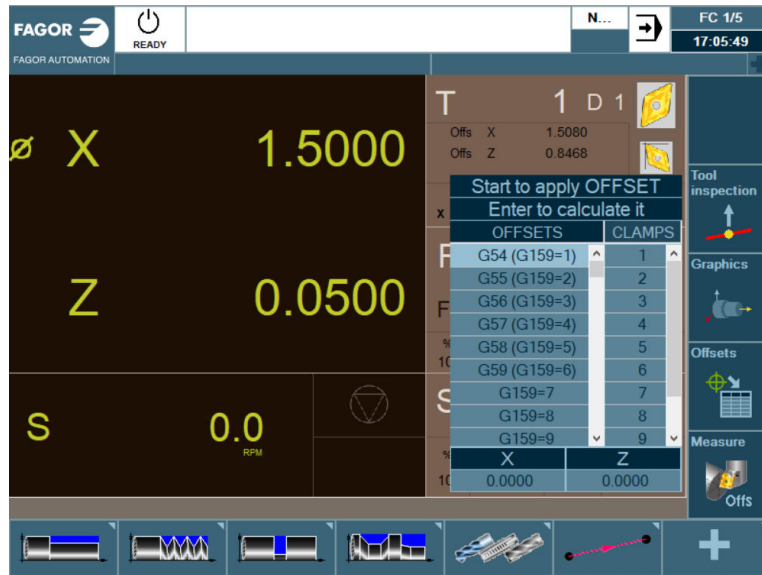 FAGOR
FAGOR AUTOMATION
READY
N...
FC 1/5
17:05:49
ø X 1.5000
Z 0.0500
S 0.0
RPM
T 1 D 1
Offs X 1.5080
Offs Z 0.8468
x
F
F
%
10
S
%
10
Start to apply OFFSET
Enter to calculate it
OFFSETS CLAMPS
G54 (G159=1) 1
G55 (G159=2) 2
G56 (G159=3) 3
G57 (G159=4) 4
G58 (G159=5) 5
G59 (G159=6) 6
G159=7 7
G159=8 8
G159=9 9
X Z
0.0000 0.0000
Tool
inspection
Graphics
Offsets
Measure
Offs